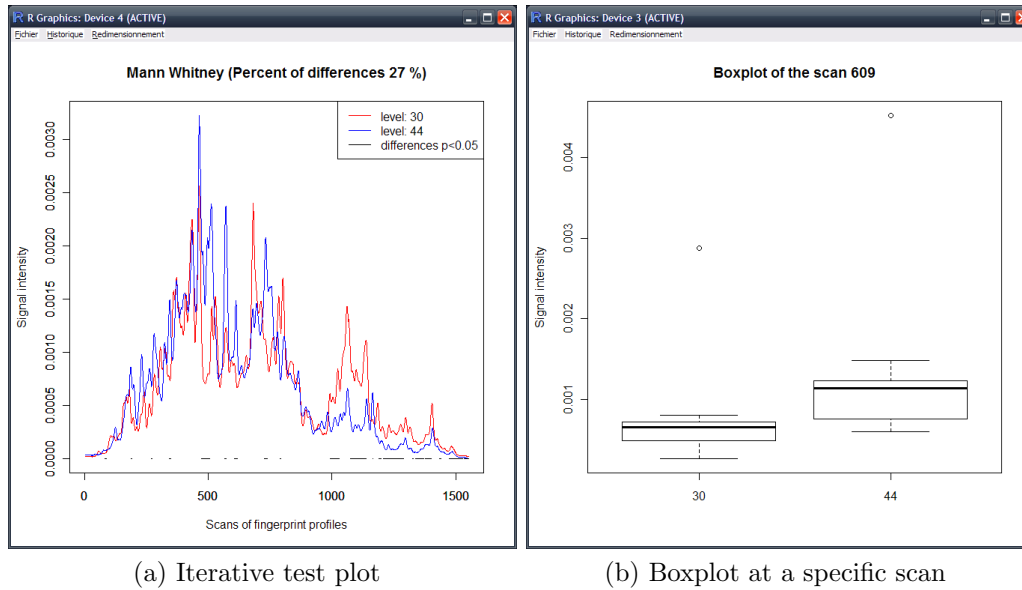 R Graphics: Device 4 (ACTIVE)
Fichier Historique Redimensionnement
Mann Whitney (Percent of differences 27 %)
level: 30
level: 44
differences p<0.05
Signal intensity
0.0030
0.0025
0.0020
0.0015
0.0010
0.0005
0.0000
0 500 1000 1500
Scans of fingerprint profiles
(a) Iterative test plot
R Graphics: Device 3 (ACTIVE)
Fichier Historique Redimensionnement
Boxplot of the scan 609
Signal intensity
0.004
0.003
0.002
0.001
30 44
(b) Boxplot at a specific scan